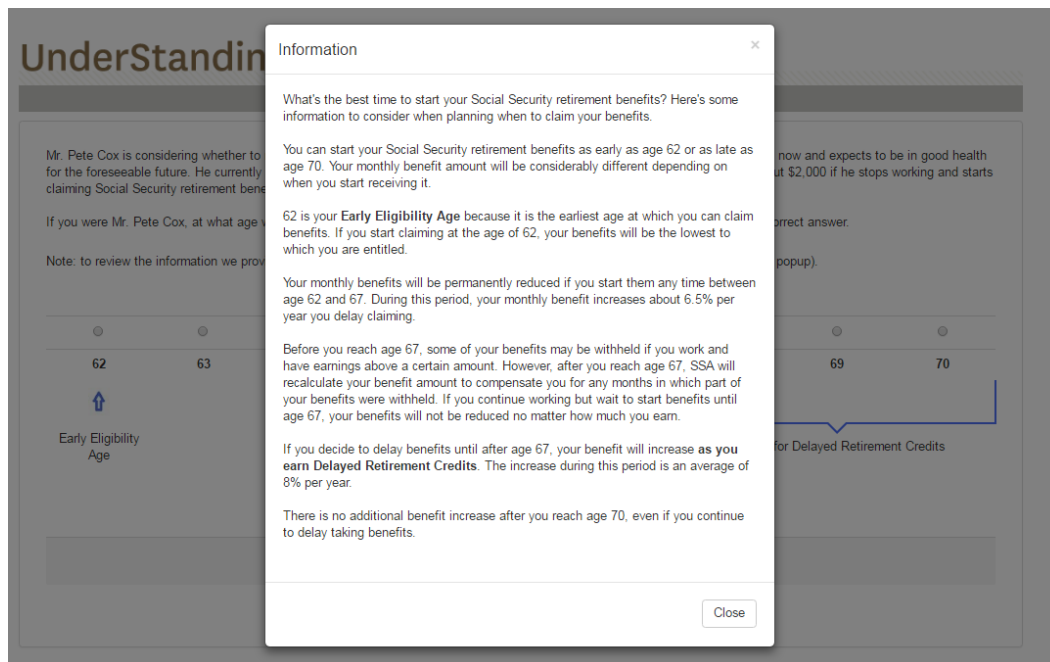 Information
×
UnderStandin
What's the best time to start your Social Security retirement benefits? Here's some
information to consider when planning when to claim your benefits.
You can start your Social Security retirement benefits as early as age 62 or as late as
age 70. Your monthly benefit amount will be considerably different depending on
when you start receiving it.
62 is your Early Eligibility Age because it is the earliest age at which you can claim
benefits. If you start claiming at the age of 62, your benefits will be the lowest to
which you are entitled.
Your monthly benefits will be permanently reduced if you start them any time between
age 62 and 67. During this period, your monthly benefit increases about 6.5% per
year you delay claiming.
Before you reach age 67, some of your benefits may be withheld if you work and
have earnings above a certain amount. However, after you reach age 67, SSA will
recalculate your benefit amount to compensate you for any months in which part of
your benefits were withheld. If you continue working but wait to start benefits until
age 67, your benefits will not be reduced no matter how much you earn.
If you decide to delay benefits until after age 67, your benefit will increase as you
earn Delayed Retirement Credits. The increase during this period is an average of
8% per year.
There is no additional benefit increase after you reach age 70, even if you continue
to delay taking benefits.
Close
Mr. Pete Cox is considering whether to
now and expects to be in good health
for the foreseeable future. He currently
ut $2,000 if he stops working and starts
claiming Social Security retirement bene
If you were Mr. Pete Cox, at what age
orrect answer.
Note: to review the information we prov
popup).
62 63 69 70
Early Eligibility
Age
for Delayed Retirement Credits